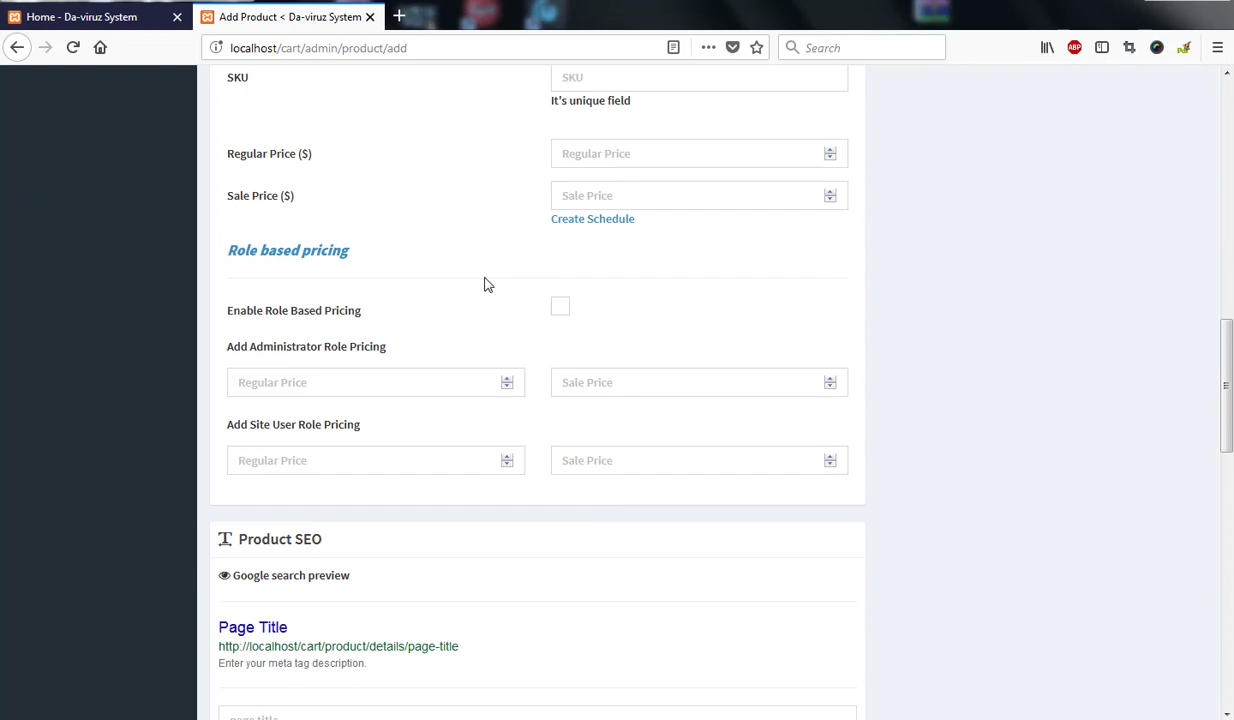 Home - Da-viruz System
Add Product < Da-viruz System
localhost/cart/admin/product/add
Search
ABP
SKU
SKU
It's unique field
Regular Price ($)
Regular Price
Sale Price ($)
Sale Price
Create Schedule
Role based pricing
Enable Role Based Pricing
Add Administrator Role Pricing
Regular Price
Sale Price
Add Site User Role Pricing
Regular Price
Sale Price
Product SEO
Google search preview
Page Title
http://localhost/cart/product/details/page-title
Enter your meta tag description.
page title